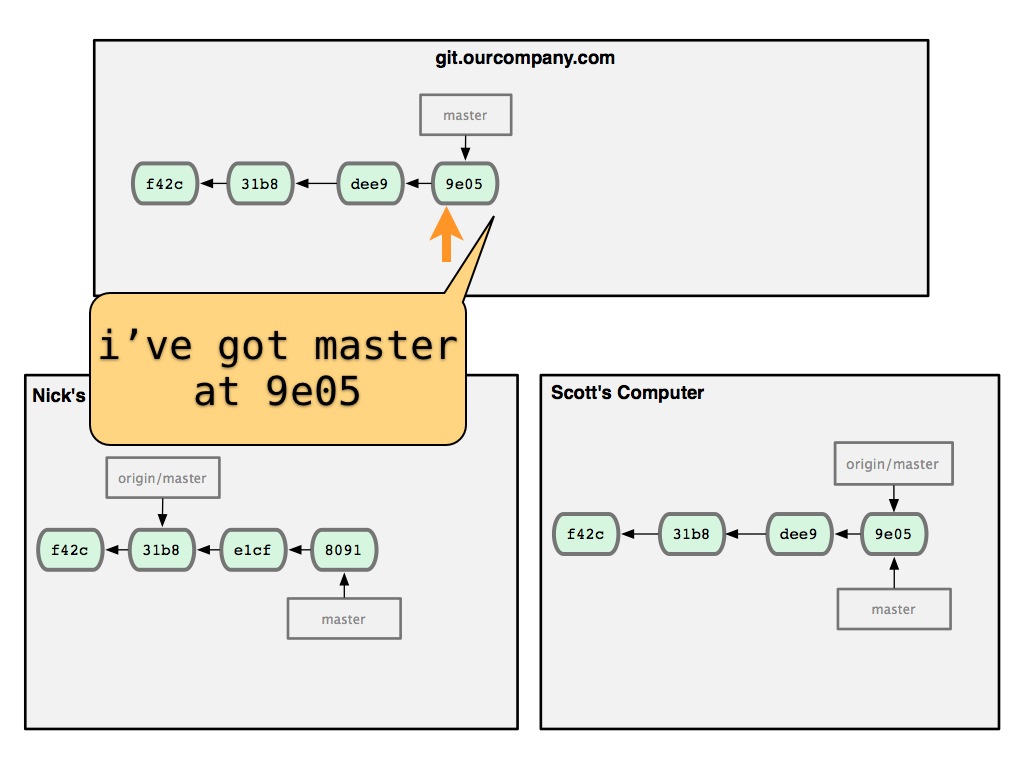 git.ourcompany.com
master
f42c 31b8 dee9 9e05
i’ve got master
at 9e05
Nick's
origin/master
f42c 31b8 e1cf 8091
master
Scott's Computer
origin/master
f42c 31b8 dee9 9e05
master